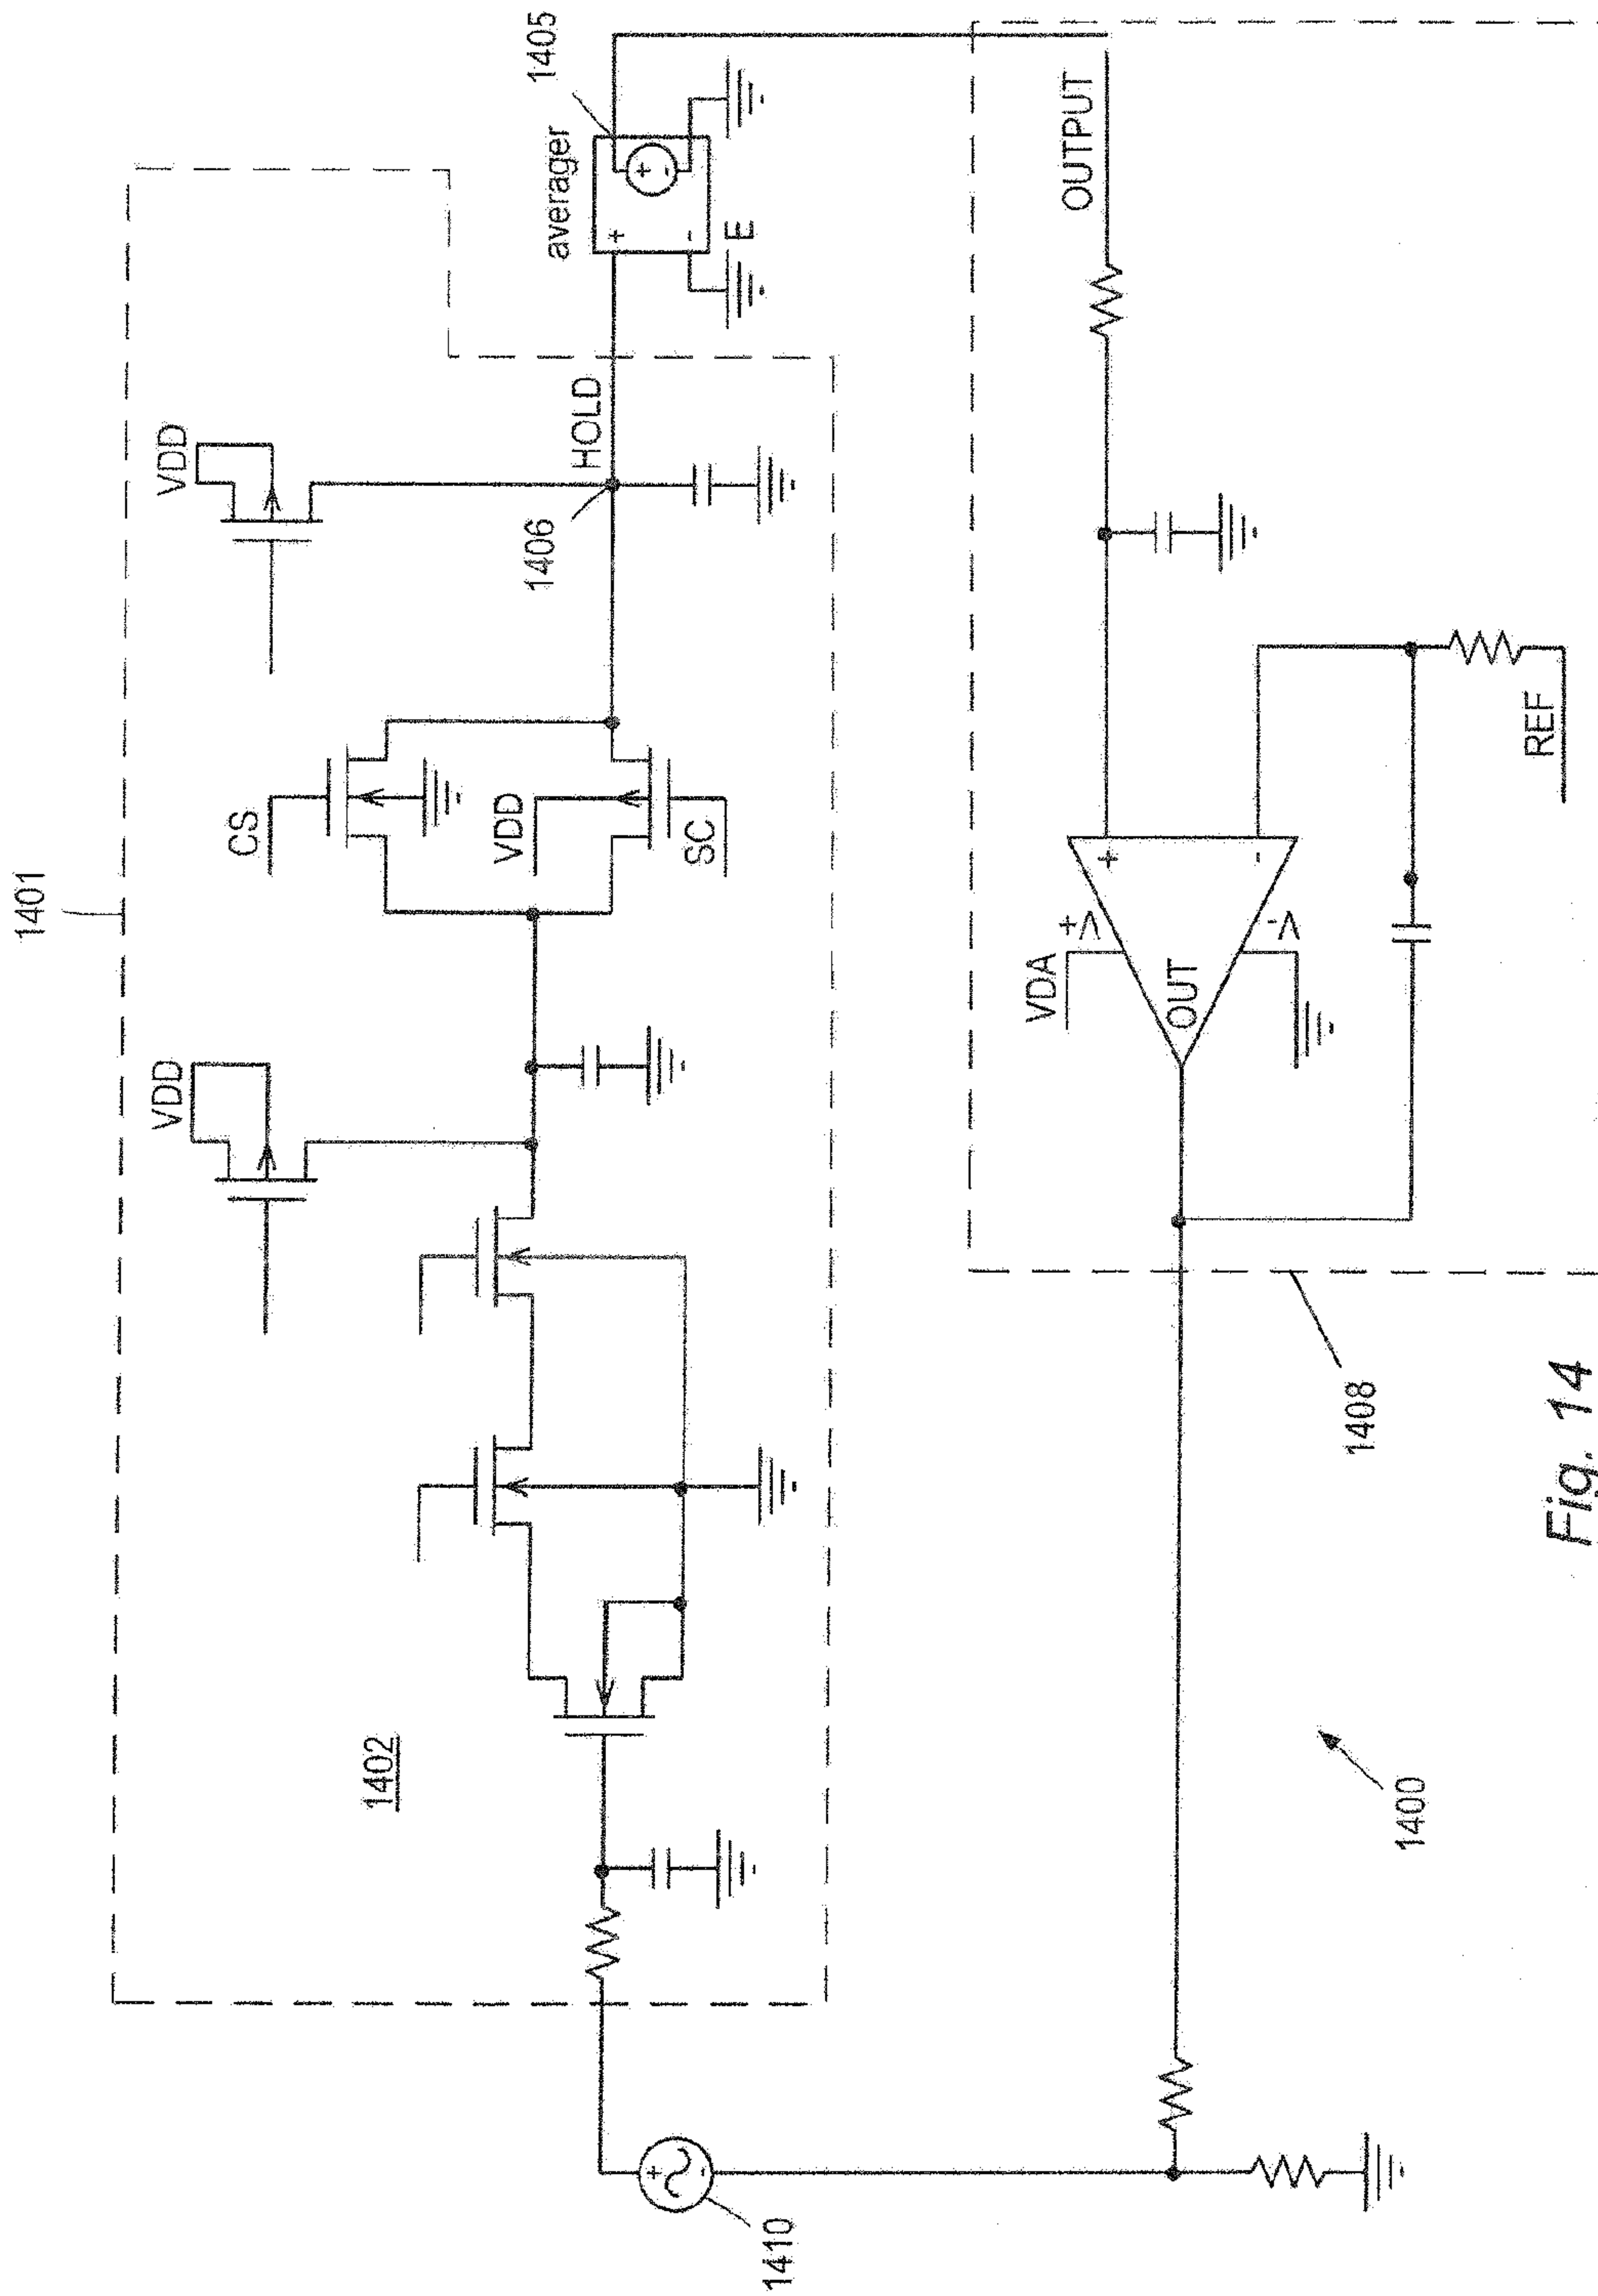 1401
1402
VDD
CS
VDD
SC
VDD
HOLD
1406
averager
1405
+
-
+
-
E
1410
+
-
1400
1408
VDA
V+
OUT
V-
+
-
OUTPUT
REF
Fig. 14